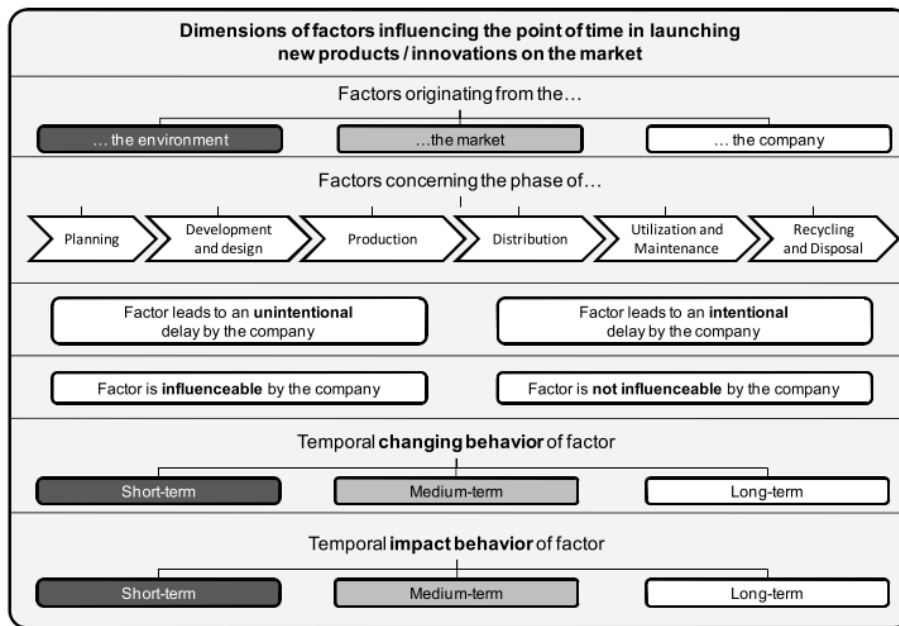 Dimensions of factors influencing the point of time in launching
new products / innovations on the market
Factors originating from the…
… the environment
…the market
… the company
Factors concerning the phase of…
Planning
Development
and design
Production
Distribution
Utilization and
Maintenance
Recycling
and Disposal
Factor leads to an unintentional
delay by the company
Factor leads to an intentional
delay by the company
Factor is influenceable by the company
Factor is not influenceable by the company
Temporal changing behavior of factor
Short-term
Medium-term
Long-term
Temporal impact behavior of factor
Short-term
Medium-term
Long-term